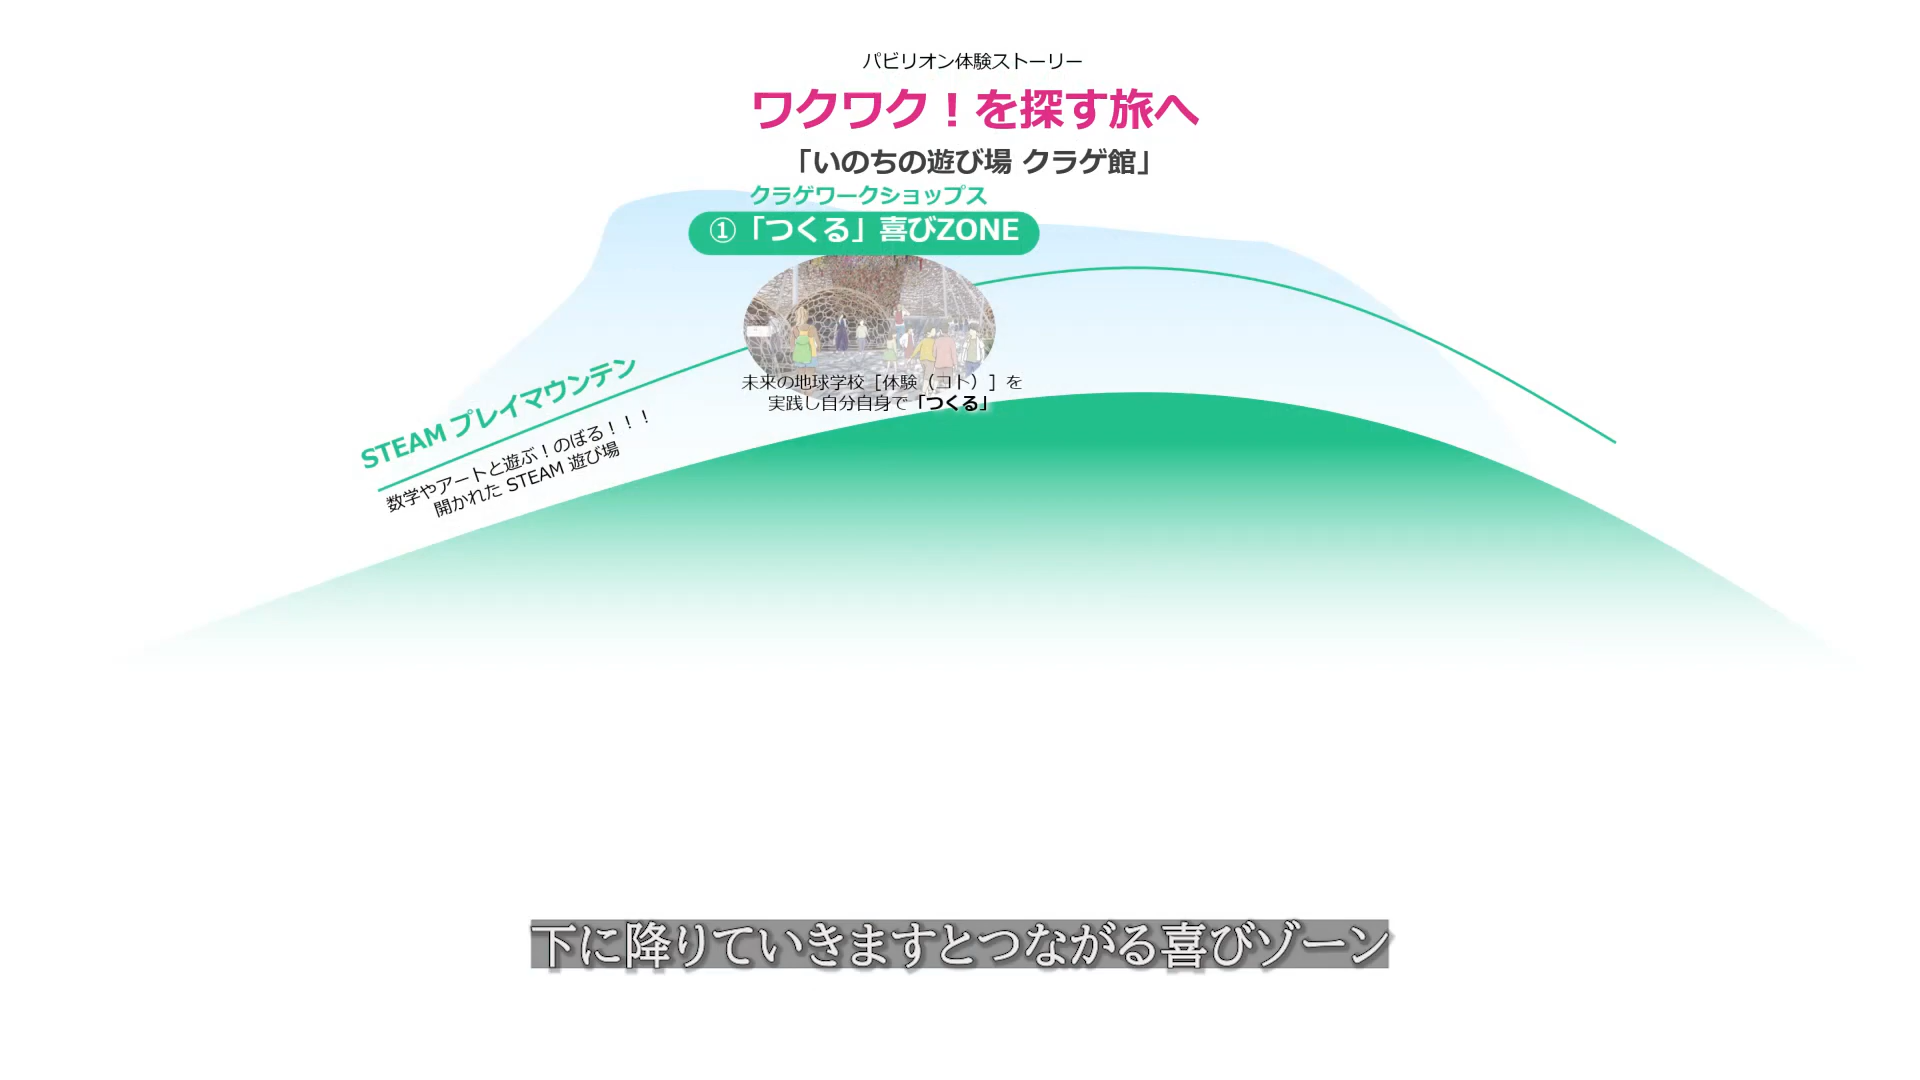 パビリオン体験ストーリー
ワクワク！を探す旅へ
「いのちの遊び場 クラゲ館」
クラゲワークショップス
①「つくる」喜びZONE
未来の地球学校［体験（コト）］を
実践し自分自身で「つくる」
STEAM プレイマウンテン
数学やアートと遊ぶ！のぼる！！！
開かれた STEAM 遊び場
下に降りていきますとつながる喜びゾーン